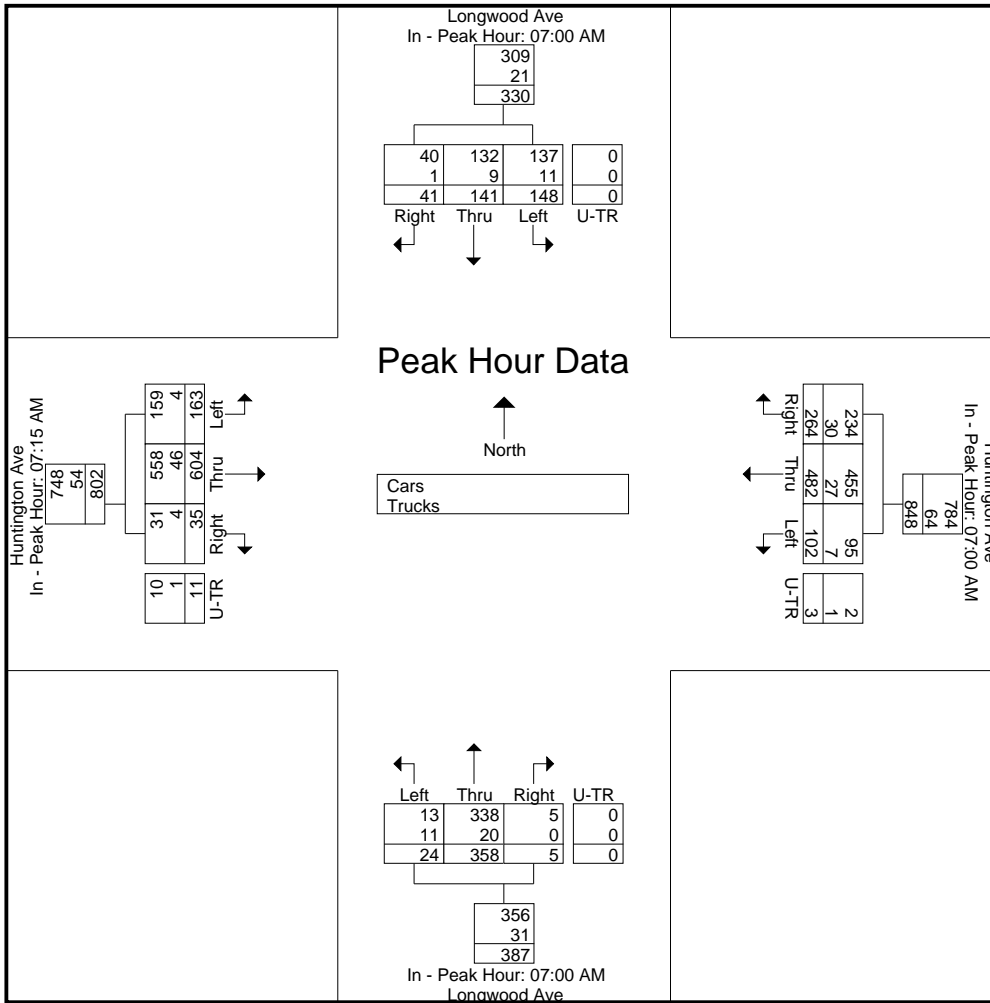 Longwood Ave
In - Peak Hour: 07:00 AM
309
21
330
40 132 137 0
1 9 11 0
41 141 148 0
Right Thru Left U-TR
Peak Hour Data
North
Cars
Trucks
Huntington Ave
In - Peak Hour: 07:15 AM
748
54
802
159 4 163 Left
558 46 604 Thru
31 4 35 Right
10 1 11 U-TR
Huntington Ave
In - Peak Hour: 07:00 AM
784
64
848
Right 264 30 234
Thru 482 27 455
Left 102 7 95
U-TR 3 1 2
Left Thru Right U-TR
13 338 5 0
11 20 0 0
24 358 5 0
356
31
387
In - Peak Hour: 07:00 AM
Longwood Ave